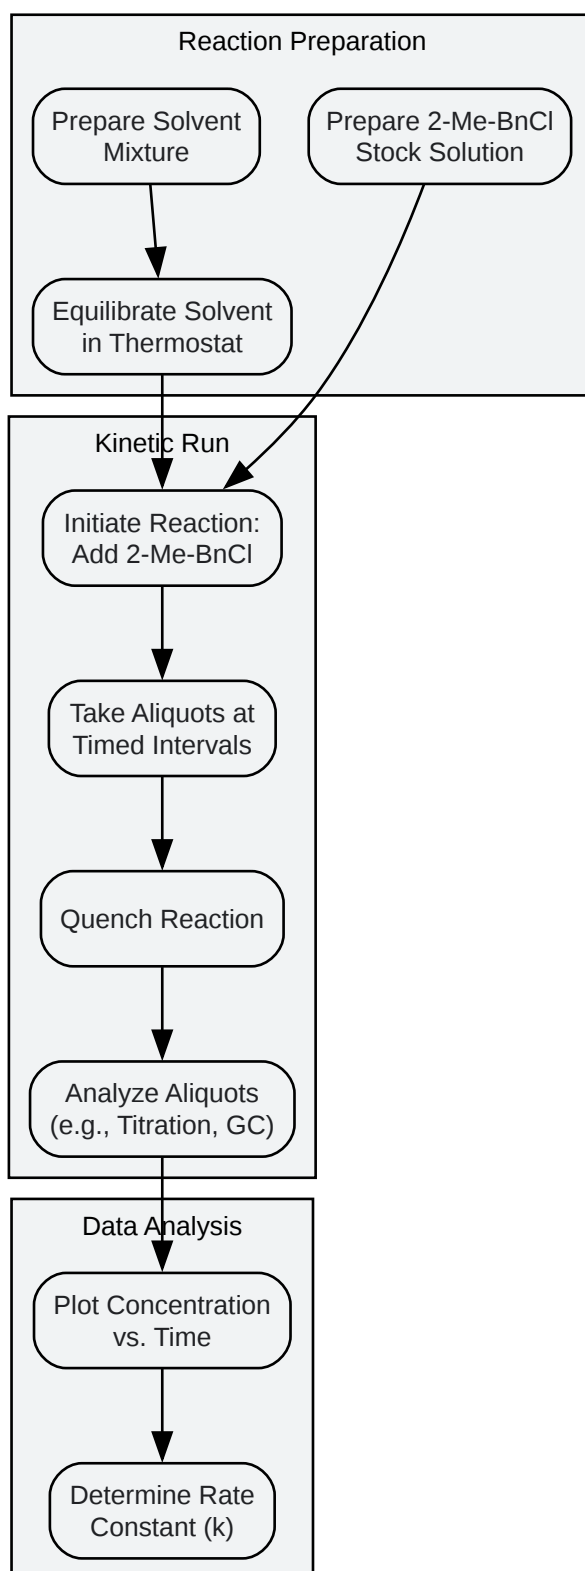 Reaction Preparation
Prepare Solvent
Mixture
Prepare 2-Me-BnCl
Stock Solution
Equilibrate Solvent
in Thermostat
Kinetic Run
Initiate Reaction:
Add 2-Me-BnCl
Take Aliquots at
Timed Intervals
Quench Reaction
Analyze Aliquots
(e.g., Titration, GC)
Data Analysis
Plot Concentration
vs. Time
Determine Rate
Constant (k)